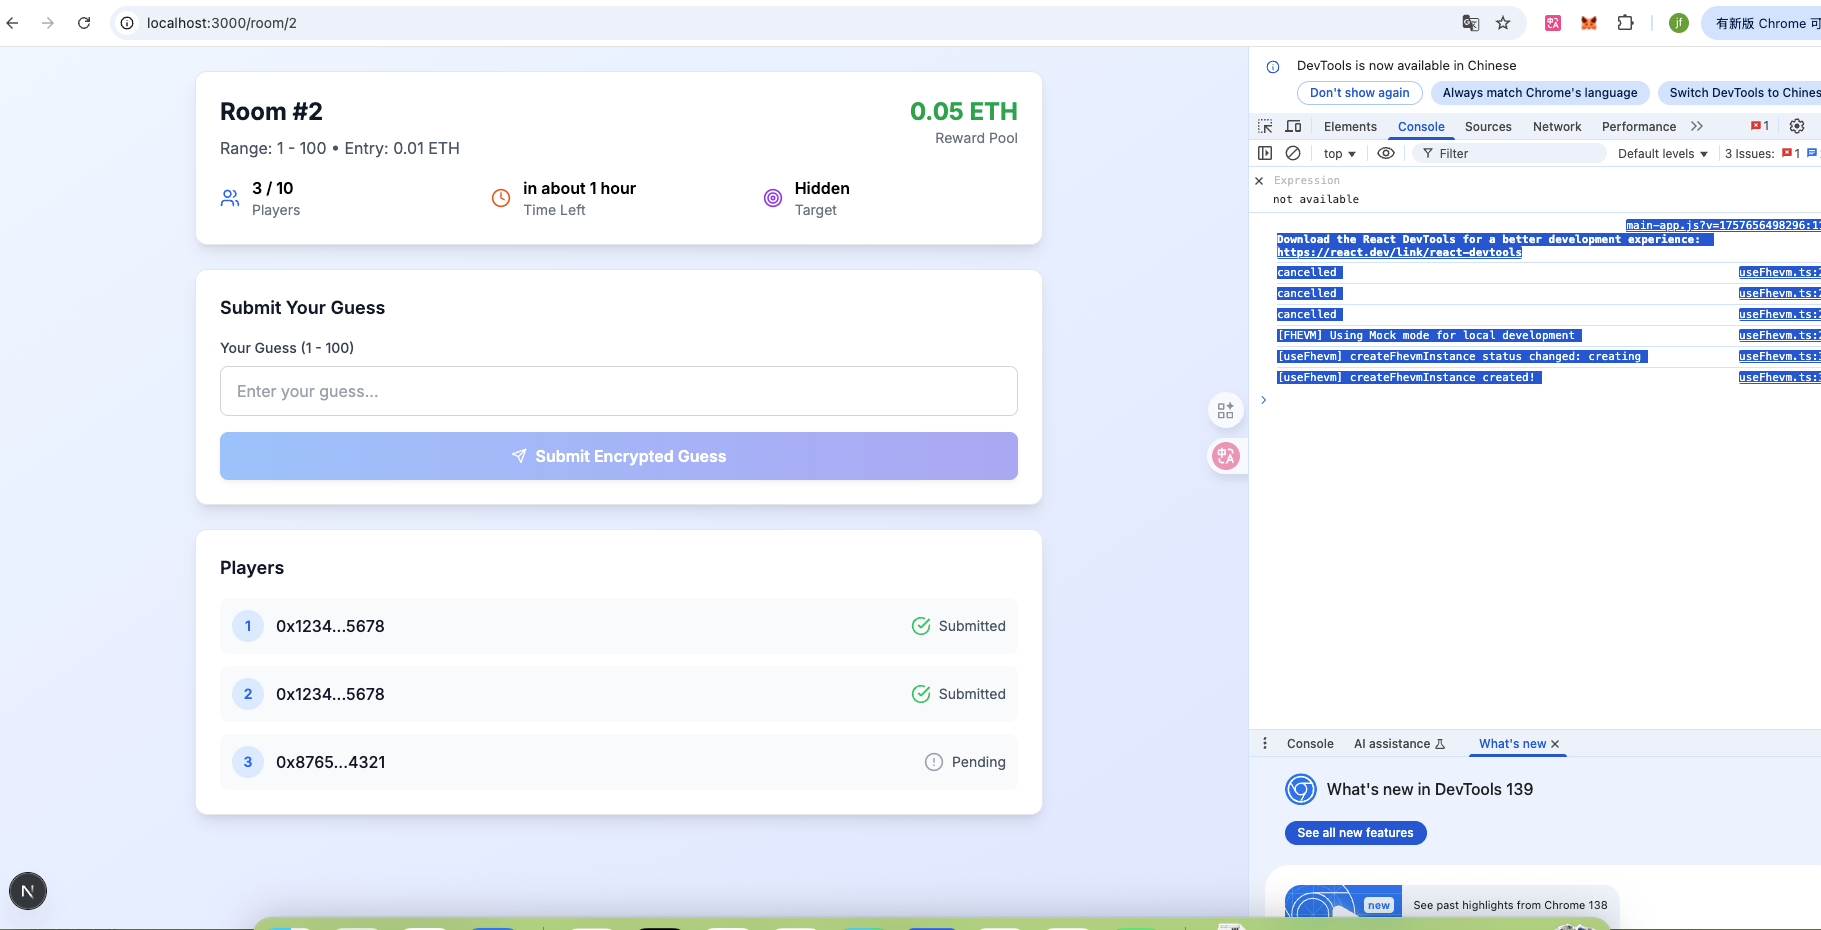 localhost:3000/room/2
jf
有新版 Chrome 可
Room #2
0.05 ETH
Range: 1 - 100 • Entry: 0.01 ETH
Reward Pool
3 / 10
Players
in about 1 hour
Time Left
Hidden
Target
Submit Your Guess
Your Guess (1 - 100)
Enter your guess...
Submit Encrypted Guess
Players
1 0x1234...5678 Submitted
2 0x1234...5678 Submitted
3 0x8765...4321 Pending
N
DevTools is now available in Chinese
Don't show again Always match Chrome's language Switch DevTools to Chines
Elements Console Sources Network Performance 1
top Filter Default levels 3 Issues: 1
Expression
not available
main-app.js?v=1757656498296:1
Download the React DevTools for a better development experience:
https://react.dev/link/react-devtools
cancelled useFhevm.ts:
cancelled useFhevm.ts:
cancelled useFhevm.ts:
[FHEVM] Using Mock mode for local development useFhevm.ts:
[useFhevm] createFhevmInstance status changed: creating useFhevm.ts:
[useFhevm] createFhevmInstance created! useFhevm.ts:
Console AI assistance What's new
What's new in DevTools 139
See all new features
new
See past highlights from Chrome 138